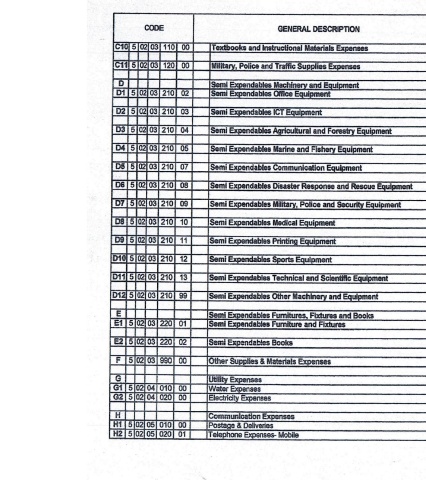 CODE GENERAL DESCRIPTION
C10 5 02 03 110 00 Textbooks and Instructional Materials Expenses
C11 5 02 03 120 00 Military, Police and Traffic Supplies Expenses
D Semi Expendables Machinery and Equipment
D1 5 02 03 210 02 Semi Expendables Office Equipment
D2 5 02 03 210 03 Semi Expendables ICT Equipment
D3 5 02 03 210 04 Semi Expendables Agricultural and Forestry Equipment
D4 5 02 03 210 05 Semi Expendables Marine and Fishery Equipment
D5 5 02 03 210 07 Semi Expendables Communication Equipment
D6 5 02 03 210 08 Semi Expendables Disaster Response and Rescue Equipment
D7 5 02 03 210 09 Semi Expendables Military, Police and Security Equipment
D8 5 02 03 210 10 Semi Expendables Medical Equipment
D9 5 02 03 210 11 Semi Expendables Printing Equipment
D10 5 02 03 210 12 Semi Expendables Sports Equipment
D11 5 02 03 210 13 Semi Expendables Technical and Scientific Equipment
D12 5 02 03 210 99 Semi Expendables Other Machinery and Equipment
E Semi Expendables Furnitures, Fixtures and Books
E1 5 02 03 220 01 Semi Expendables Furniture and Fixtures
E2 5 02 03 220 02 Semi Expendables Books
F 5 02 03 990 00 Other Supplies & Materials Expenses
G Utility Expenses
G1 5 02 04 010 00 Water Expenses
G2 5 02 04 020 00 Electricity Expenses
H Communication Expenses
H1 5 02 05 010 00 Postage & Deliveries
H2 5 02 05 020 01 Telephone Expenses- Mobile